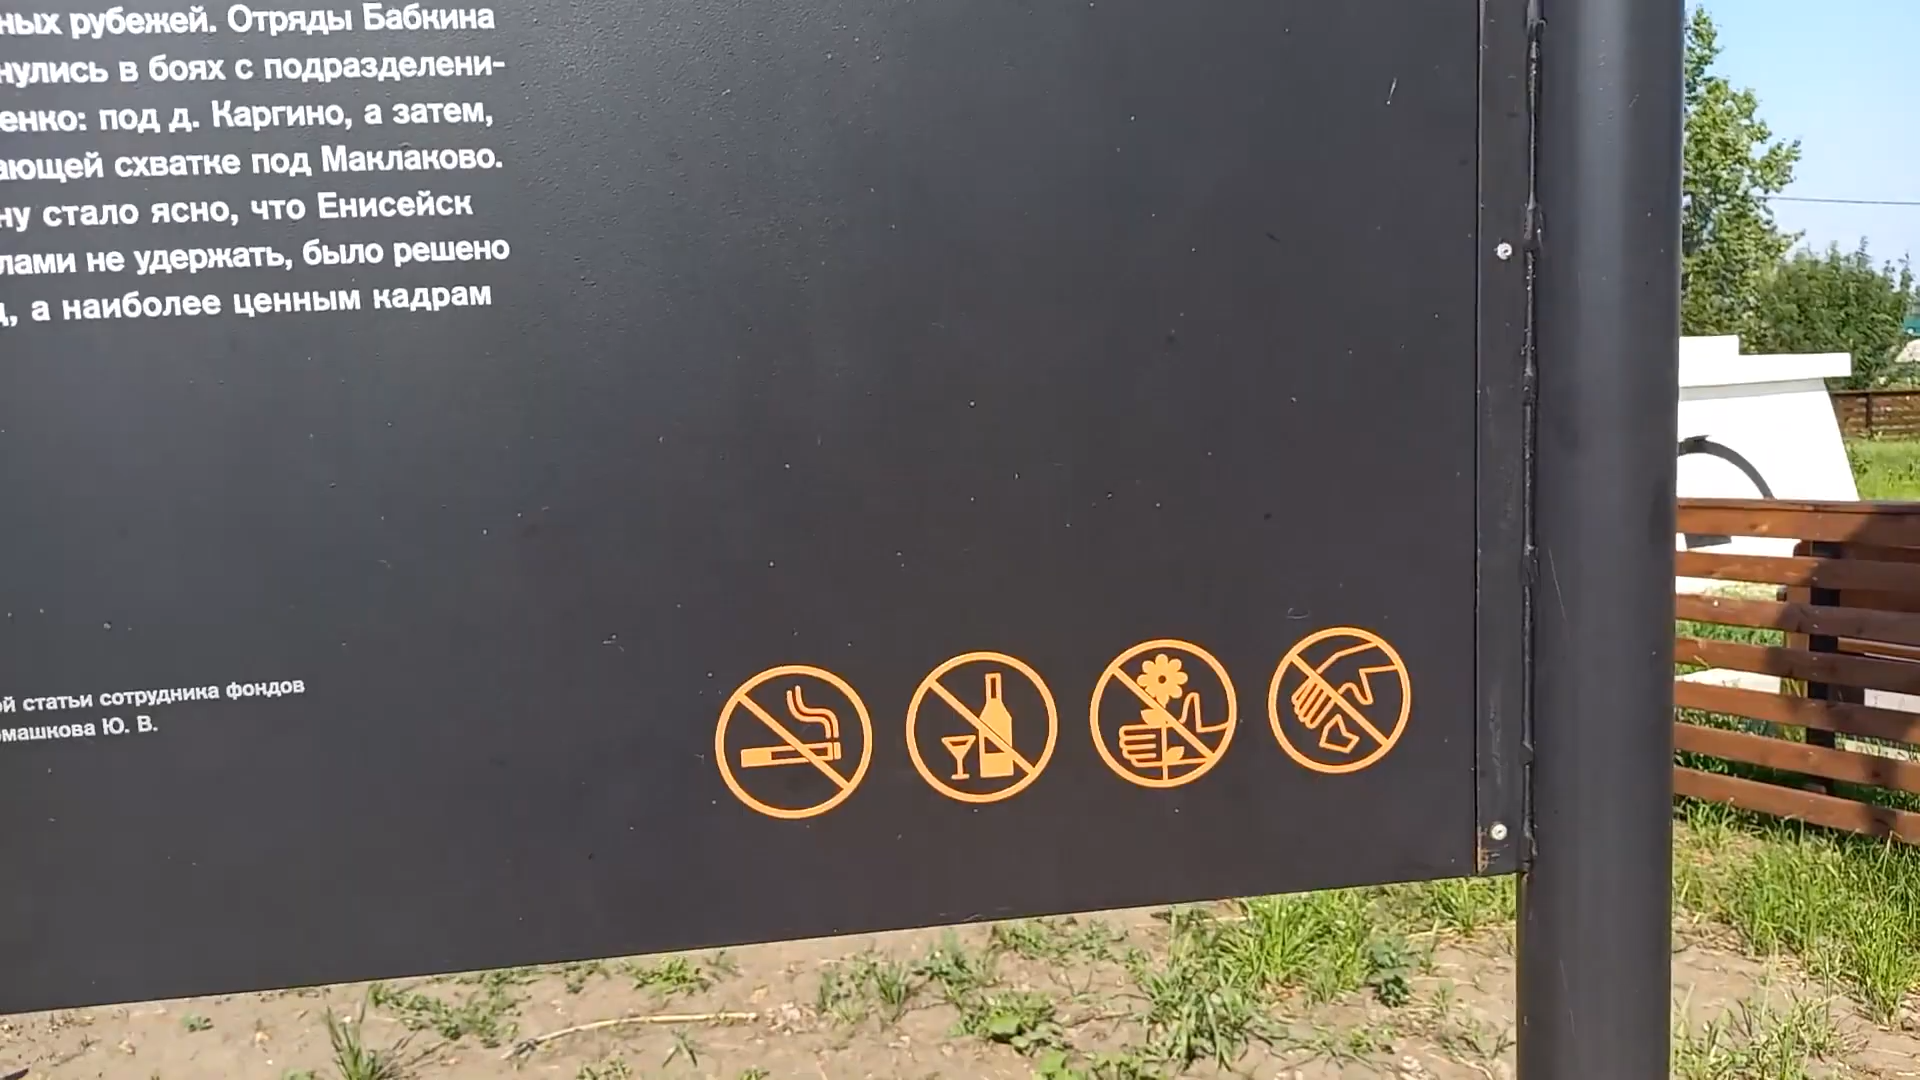 ных рубежей. Отряды Бабкина
нулись в боях с подразделени-
енко: под д. Каргино, а затем,
ающей схватке под Маклаково.
ну стало ясно, что Енисейск
лами не удержать, было решено
д, а наиболее ценным кадрам
ой статьи сотрудника фондов
омашкова Ю. В.